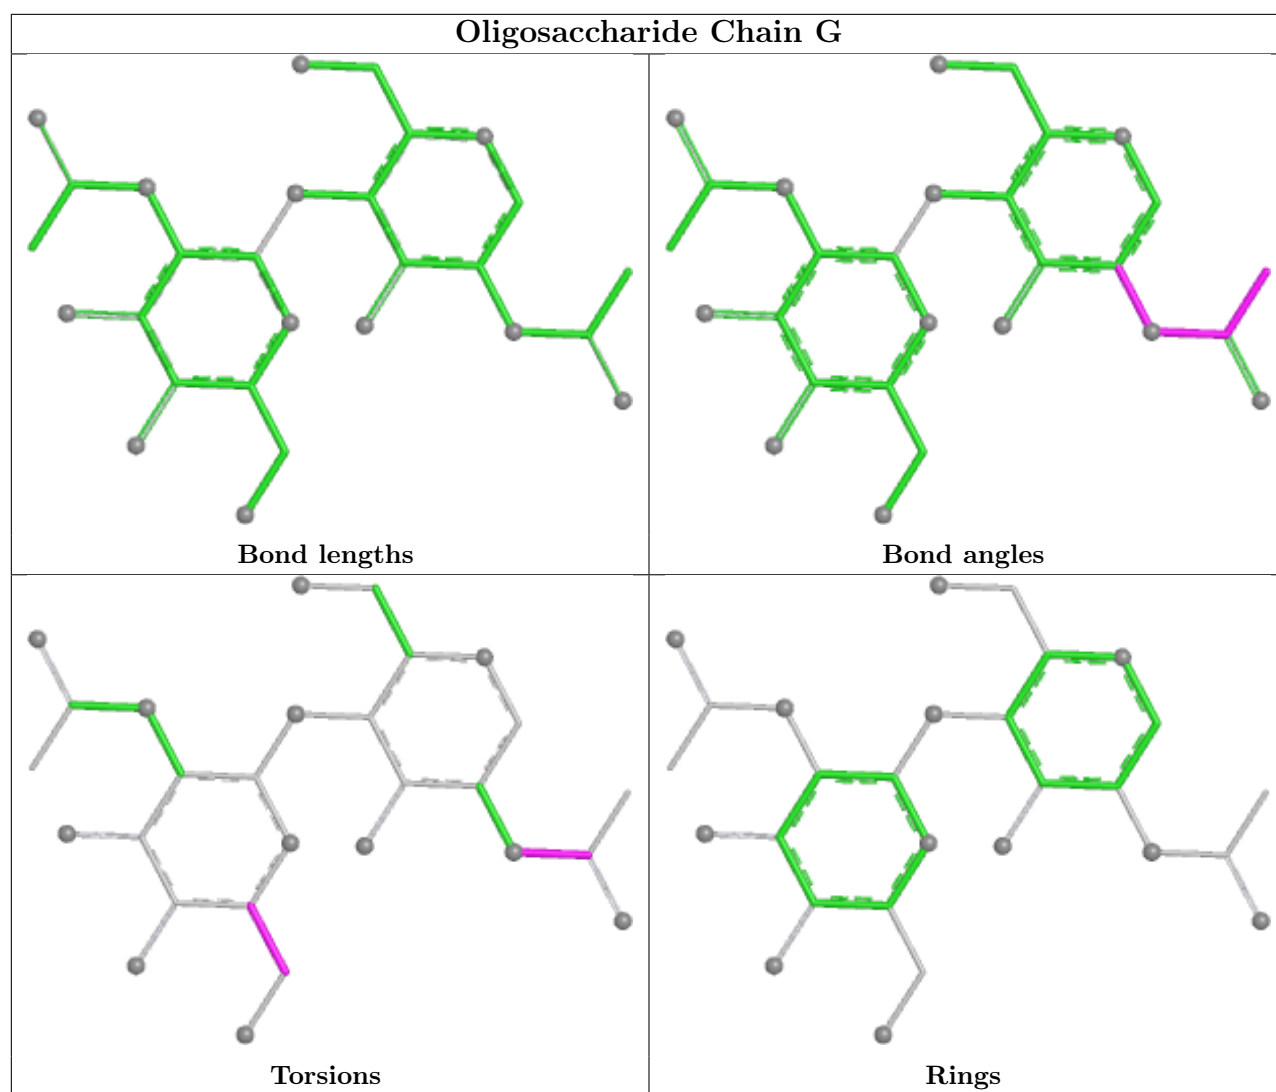 Oligosaccharide Chain G
Bond lengths
Bond angles
Torsions
Rings